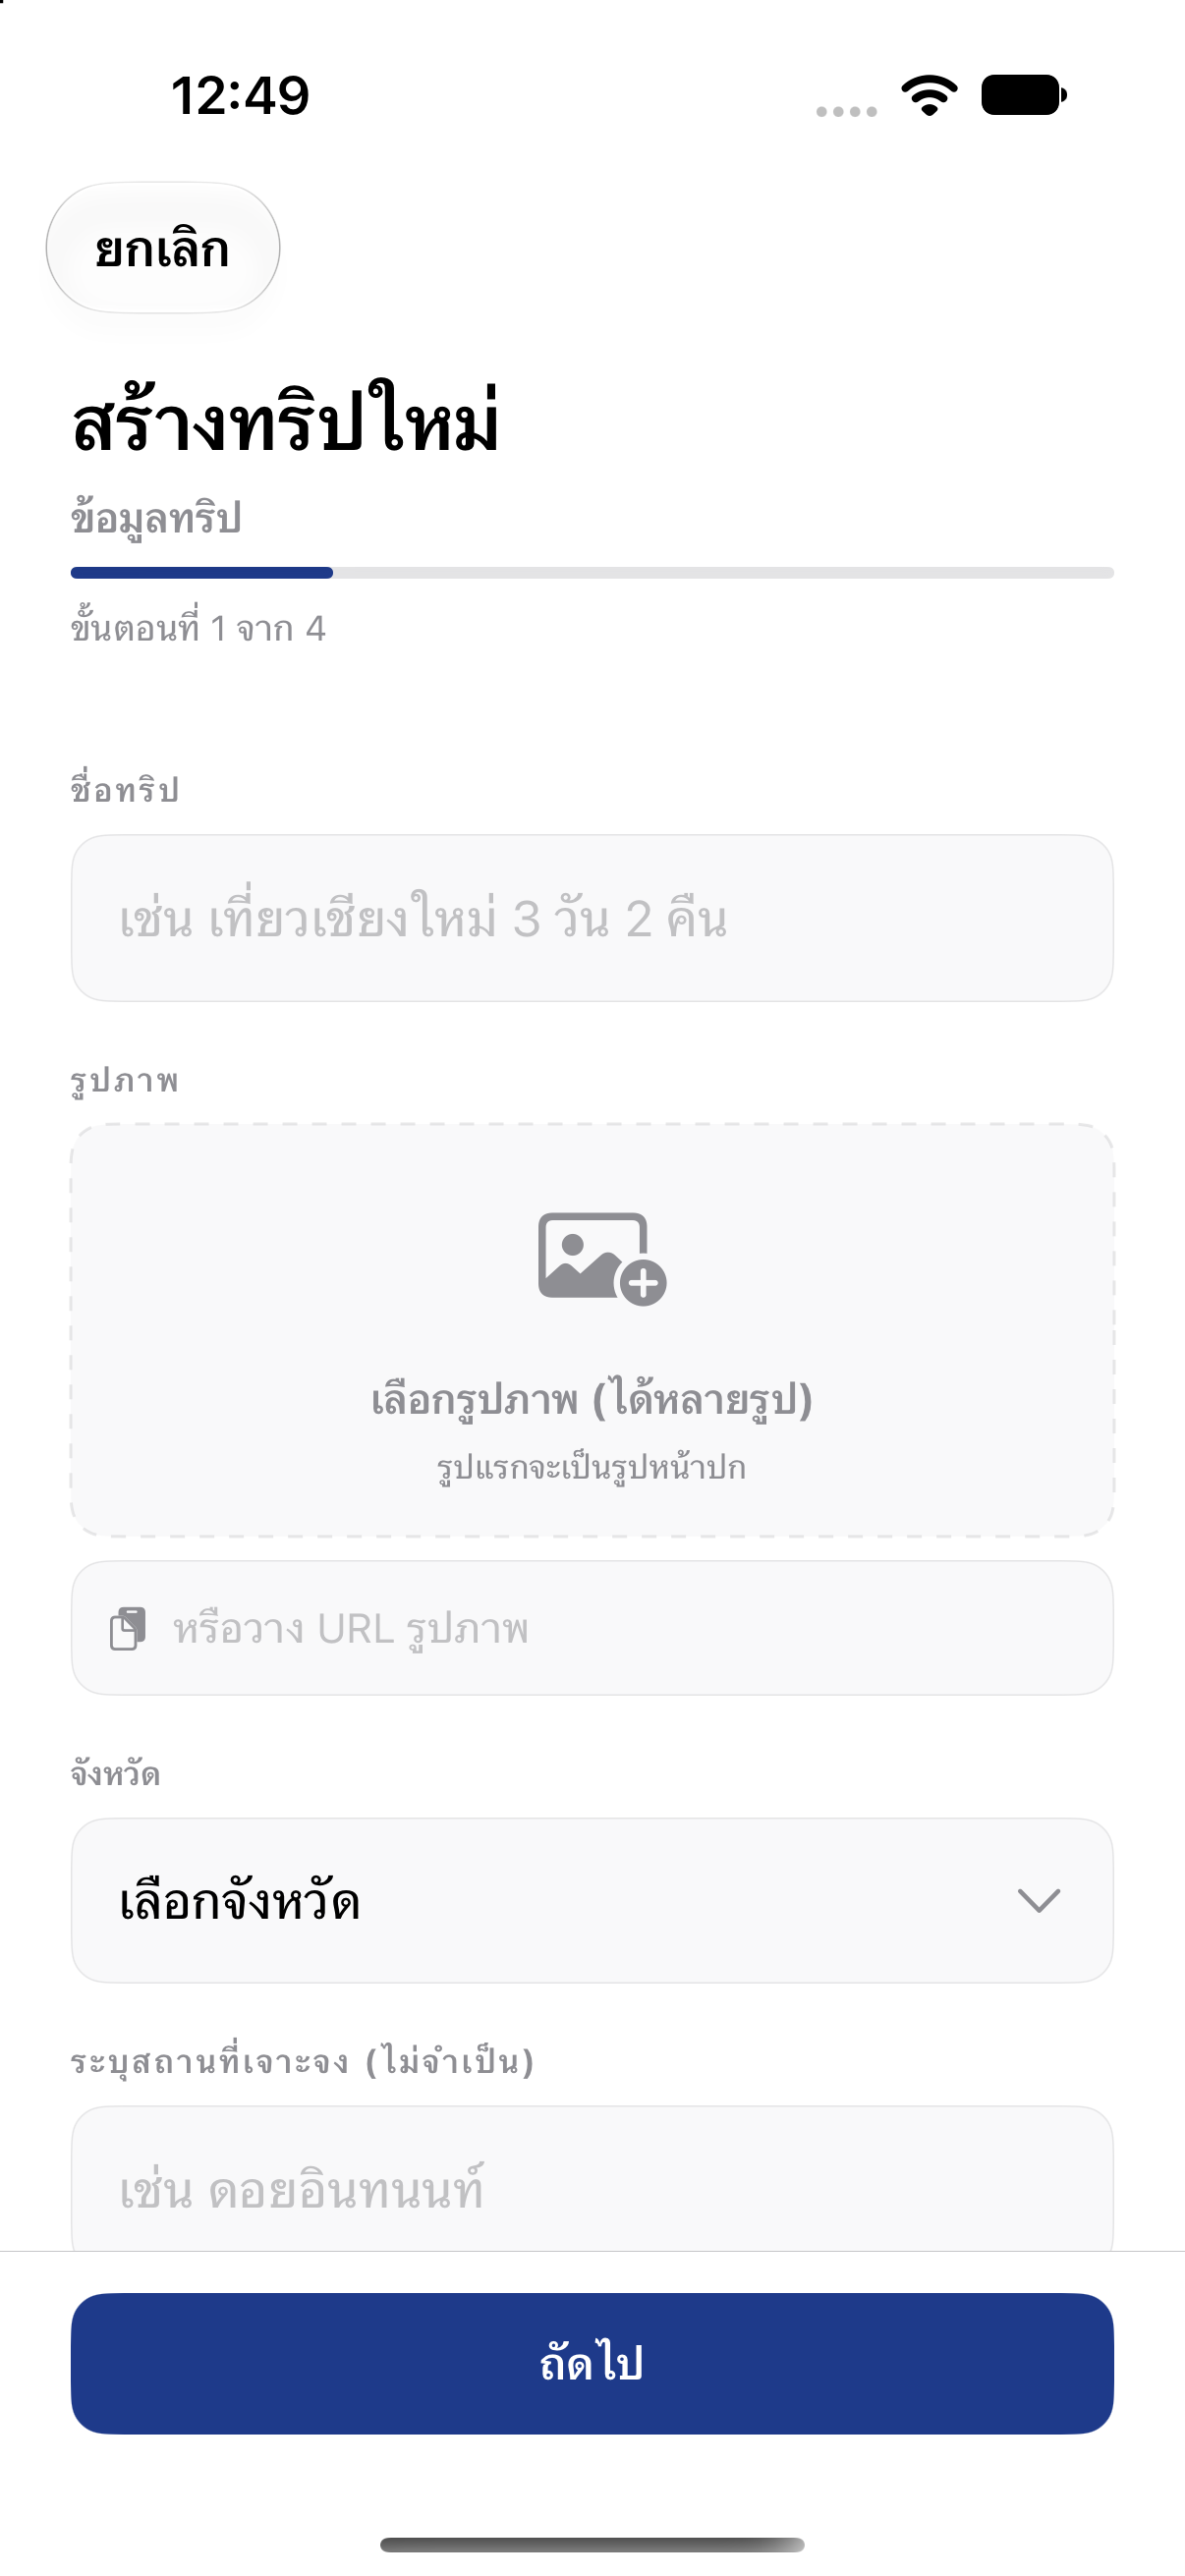 12:49
ยกเลิก
สร้างทริปใหม่
ข้อมูลทริป
ขั้นตอนที่ 1 จาก 4
ชื่อทริป
เช่น เที่ยวเชียงใหม่ 3 วัน 2 คืน
รูปภาพ
เลือกรูปภาพ (ได้หลายรูป)
รูปแรกจะเป็นรูปหน้าปก
หรือวาง URL รูปภาพ
จังหวัด
เลือกจังหวัด
ระบุสถานที่เจาะจง (ไม่จำเป็น)
เช่น ดอยอินทนนท์
ถัดไป